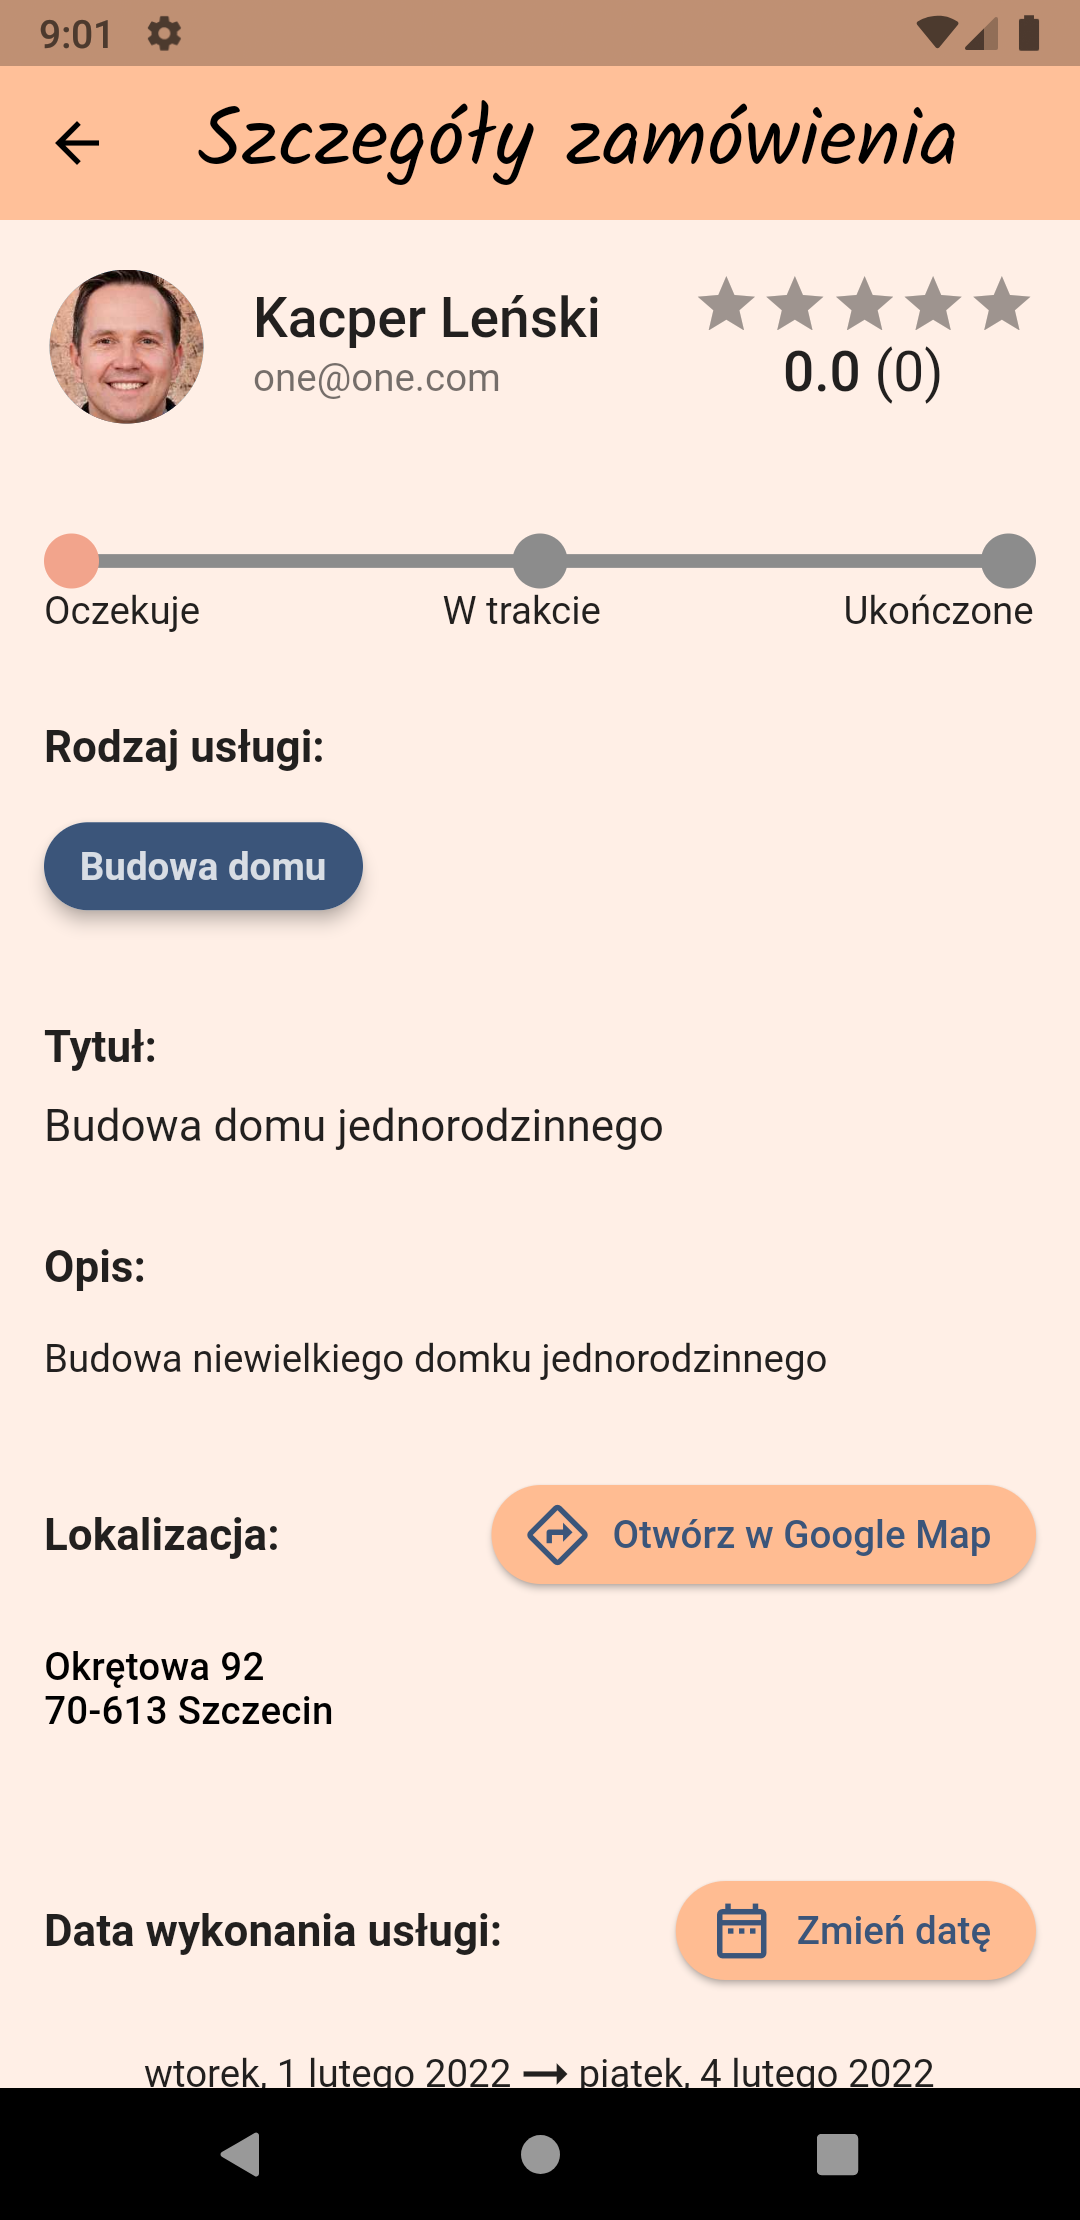 9:01
Szczegóły zamówienia
Kacper Leński
one@one.com
0.0 (0)
Oczekuje
W trakcie
Ukończone
Rodzaj usługi:
Budowa domu
Tytuł:
Budowa domu jednorodzinnego
Opis:
Budowa niewielkiego domku jednorodzinnego
Lokalizacja:
Otwórz w Google Map
Okrętowa 92
70-613 Szczecin
Data wykonania usługi:
Zmień datę
wtorek, 1 lutego 2022 → piątek, 4 lutego 2022